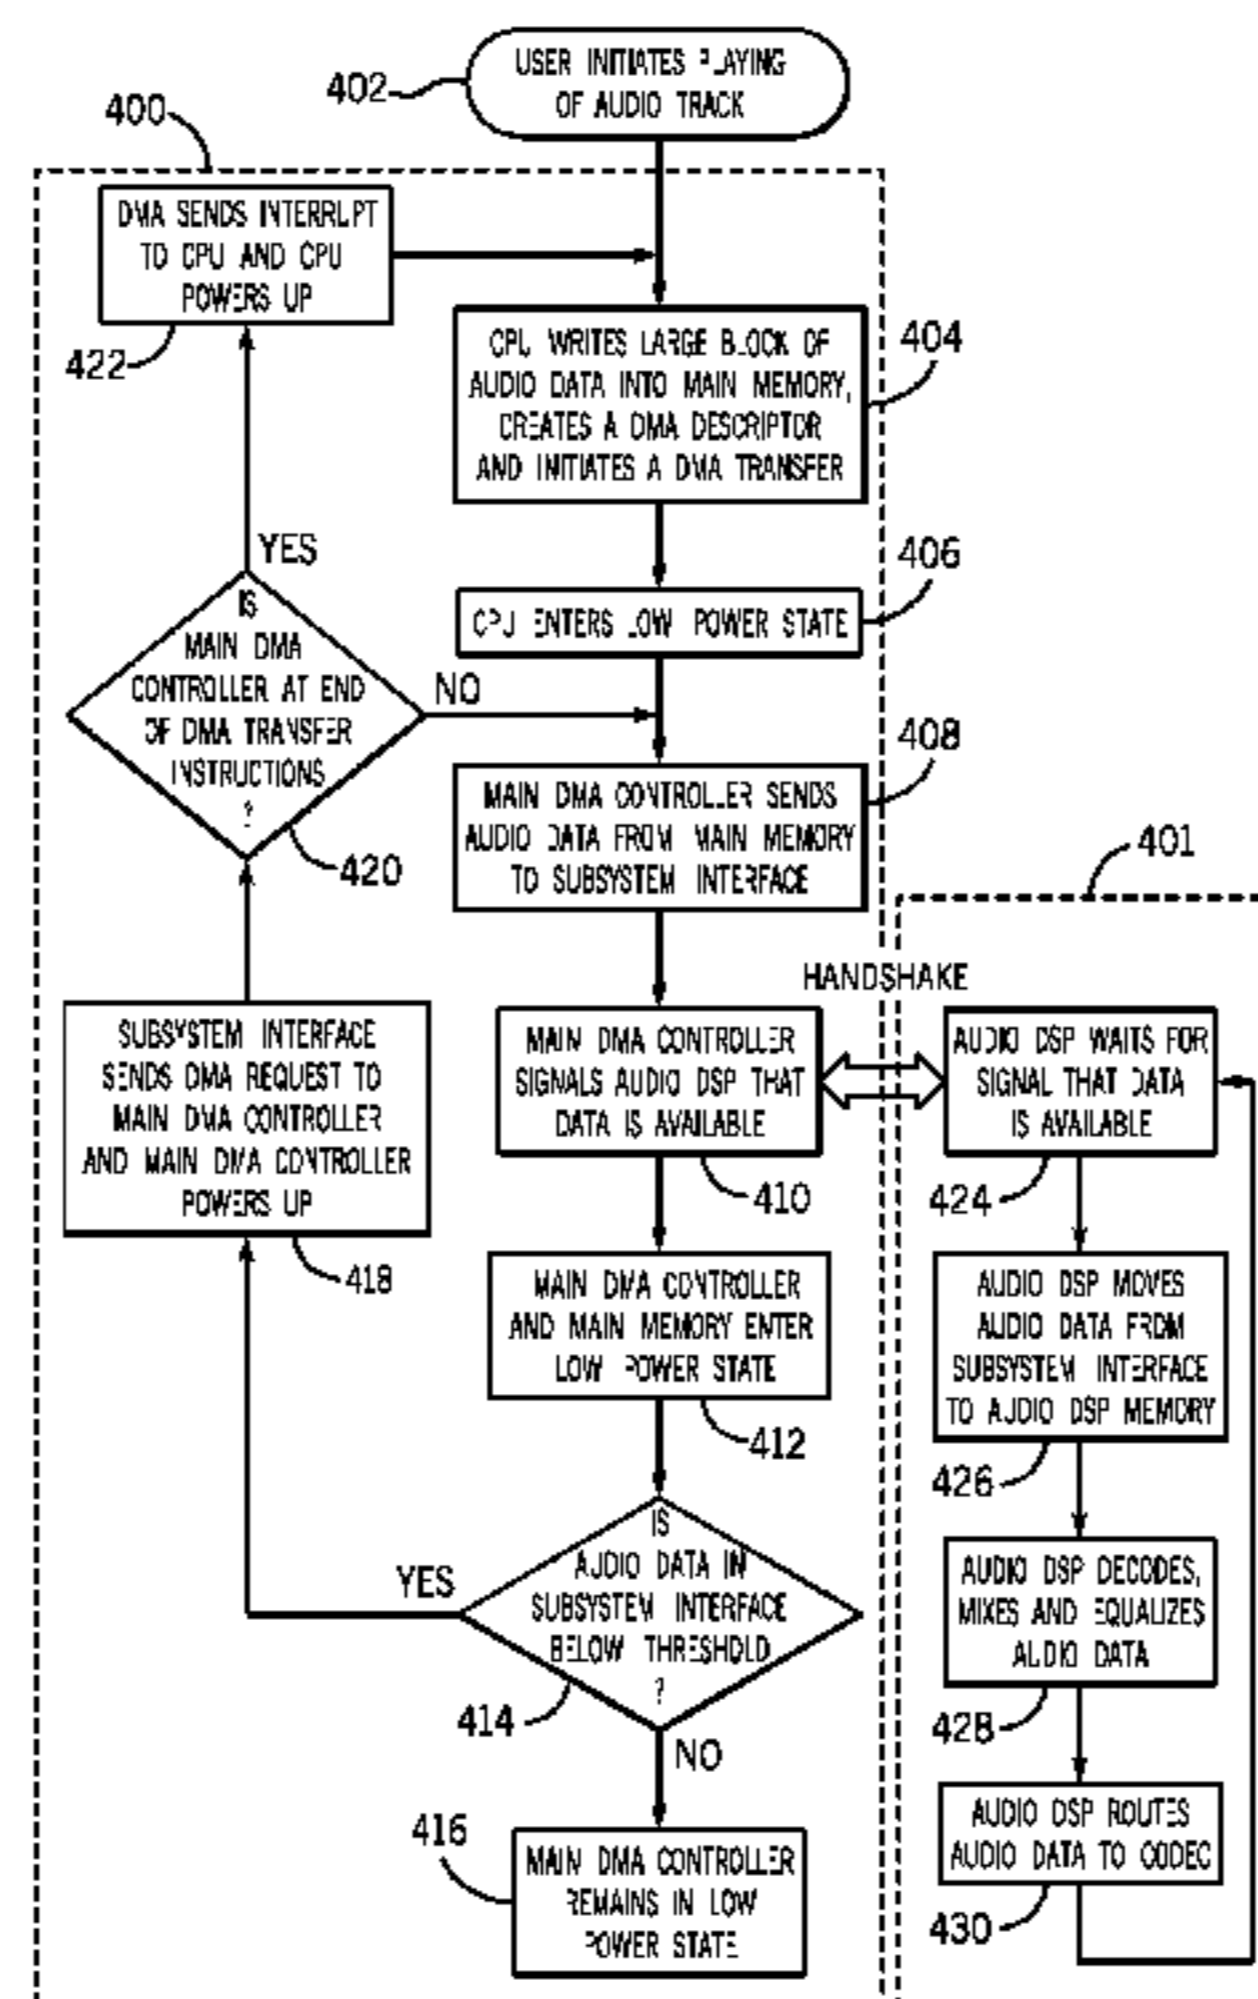 402
USER INITIATES PLAYING
OF AUDIO TRACK
400
DMA SENDS INTERRUPT
TO CPU AND CPU
POWERS UP
422
CPU WRITES LARGE BLOCK OF
AUDIO DATA INTO MAIN MEMORY,
CREATES A DMA DESCRIPTOR
AND INITIATES A DMA TRANSFER
404
YES
406
CPU ENTERS LOW POWER STATE
IS
MAIN DMA
CONTROLLER AT END
OF DMA TRANSFER
INSTRUCTIONS
?
NO
420
408
MAIN DMA CONTROLLER SENDS
AUDIO DATA FROM MAIN MEMORY
TO SUBSYSTEM INTERFACE
401
HANDSHAKE
SUBSYSTEM INTERFACE
SENDS DMA REQUEST TO
MAIN DMA CONTROLLER
AND MAIN DMA CONTROLLER
POWERS UP
418
MAIN DMA CONTROLLER
SIGNALS AUDIO DSP THAT
DATA IS AVAILABLE
410
AUDIO DSP WAITS FOR
SIGNAL THAT DATA
IS AVAILABLE
424
MAIN DMA CONTROLLER
AND MAIN MEMORY ENTER
LOW POWER STATE
412
AUDIO DSP MOVES
AUDIO DATA FROM
SUBSYSTEM INTERFACE
TO AUDIO DSP MEMORY
426
YES
IS
AUDIO DATA IN
SUBSYSTEM INTERFACE
BELOW THRESHOLD
?
414
NO
AUDIO DSP DECODES,
MIXES AND EQUALIZES
AUDIO DATA
428
416
MAIN DMA CONTROLLER
REMAINS IN LOW
POWER STATE
AUDIO DSP ROUTES
AUDIO DATA TO CODEC
430